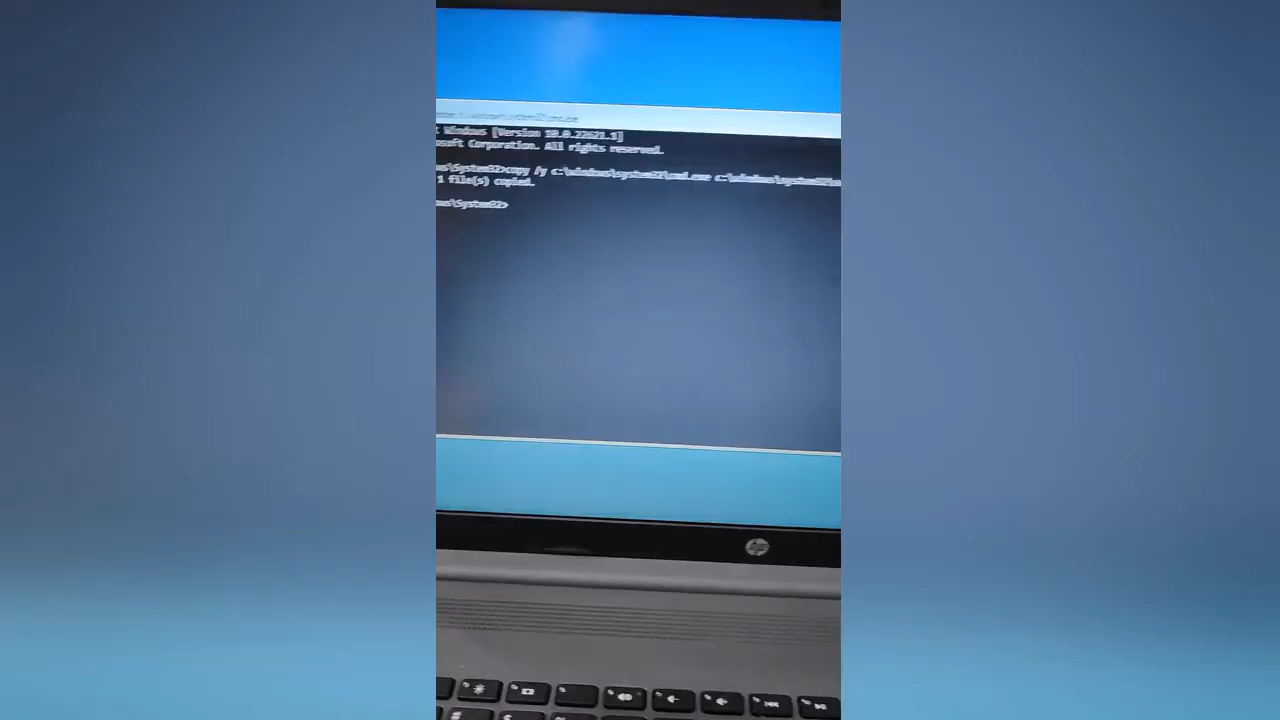 Windows [Version 10.0.22621.1]
Corporation. All rights reserved.
\System32>copy /y c:\windows\system32\cmd.exe c:\windows\system32\
1 file(s) copied.
\System32>
hp